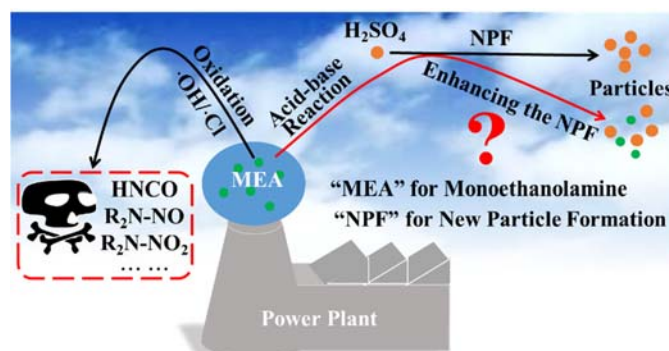 H₂SO₄
NPF
Particles
Oxidation
·OH/·Cl
Acid-base
Reaction
Enhancing the NPF
?
MEA
HNCO
R₂N-NO
R₂N-NO₂
... ...
“MEA” for Monoethanolamine
“NPF” for New Particle Formation
Power Plant